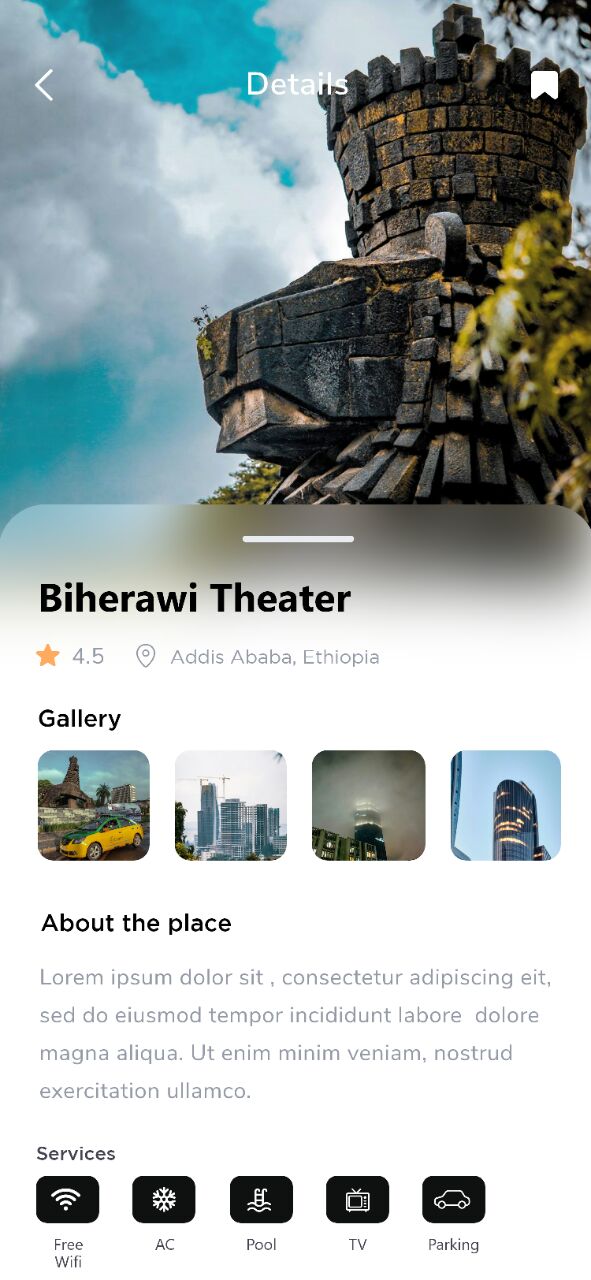 Details
Biherawi Theater
4.5 Addis Ababa, Ethiopia
Gallery
About the place
Lorem ipsum dolor sit , consectetur adipiscing eit,
sed do eiusmod tempor incididunt labore  dolore
magna aliqua. Ut enim minim veniam, nostrud
exercitation ullamco.
Services
Free Wifi
AC
Pool
TV
Parking